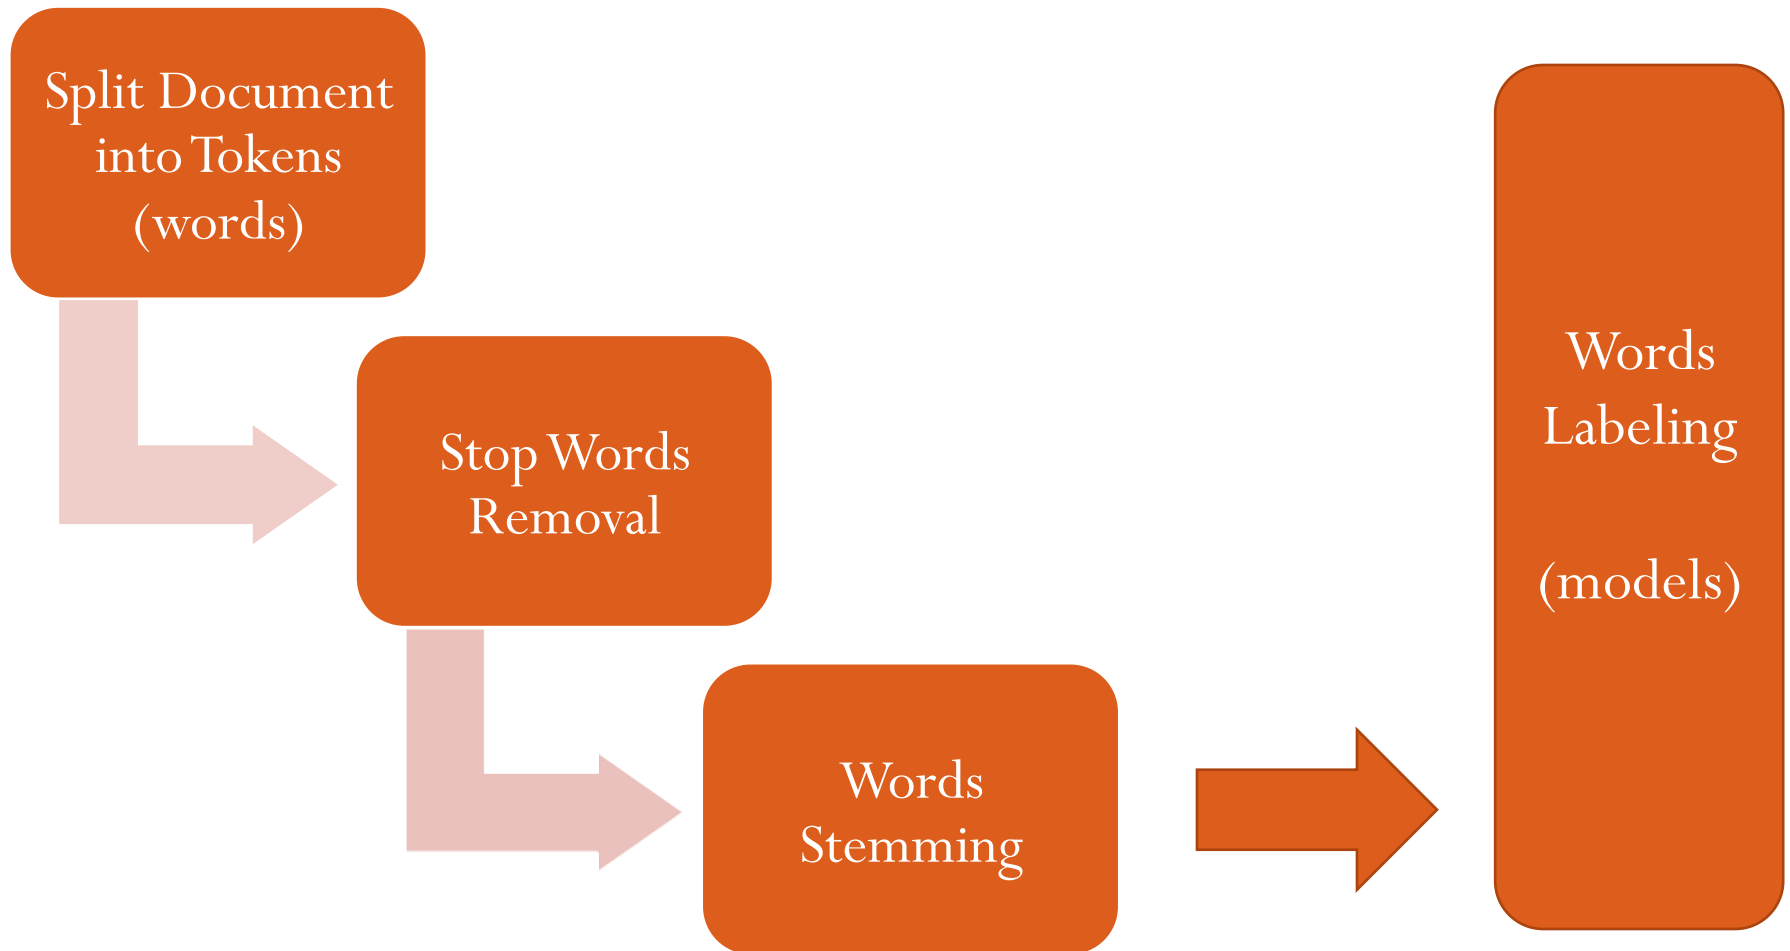 Split Document
into Tokens
(words)
Stop Words
Removal
Words
Stemming
Words
Labeling
(models)